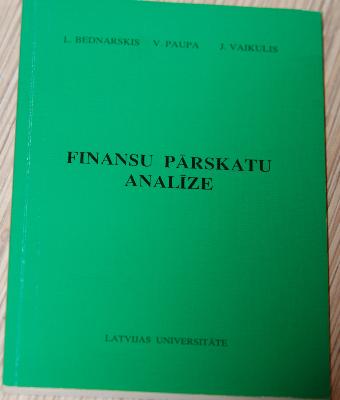 L. BEDNARSKIS V. PAUPA J. VAIKULIS
FINANSU PĀRSKATU
ANALĪZE
LATVIJAS UNIVERSITĀTE